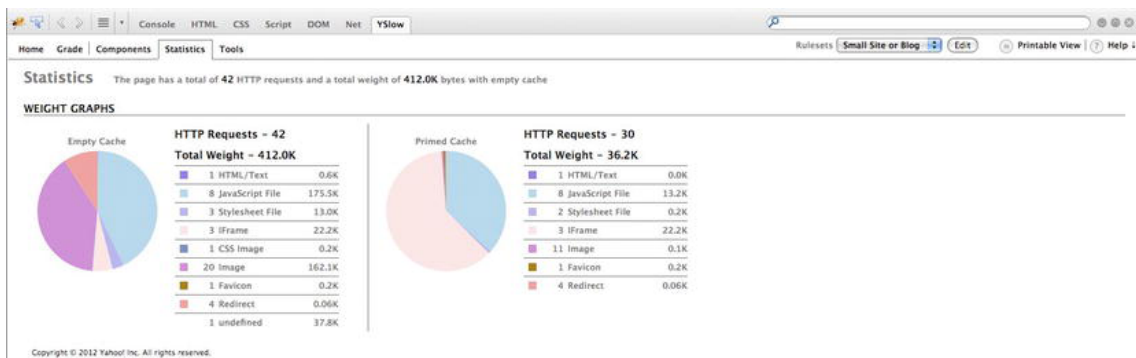 Console HTML CSS Script DOM Net YSlow
Home Grade Components Statistics Tools Rulesets Small Site or Blog Edit Printable View ? Help ↓
Statistics The page has a total of 42 HTTP requests and a total weight of 412.0K bytes with empty cache
WEIGHT GRAPHS
Empty Cache
HTTP Requests - 42
Total Weight - 412.0K
1 HTML/Text 0.6K
8 JavaScript File 175.5K
3 Stylesheet File 13.0K
3 IFrame 22.2K
1 CSS Image 0.2K
20 Image 162.1K
1 Favicon 0.2K
4 Redirect 0.06K
1 undefined 37.8K
Primed Cache
HTTP Requests - 30
Total Weight - 36.2K
1 HTML/Text 0.0K
8 JavaScript File 13.2K
2 Stylesheet File 0.2K
3 IFrame 22.2K
11 Image 0.1K
1 Favicon 0.2K
4 Redirect 0.06K
Copyright © 2012 Yahoo! Inc. All rights reserved.